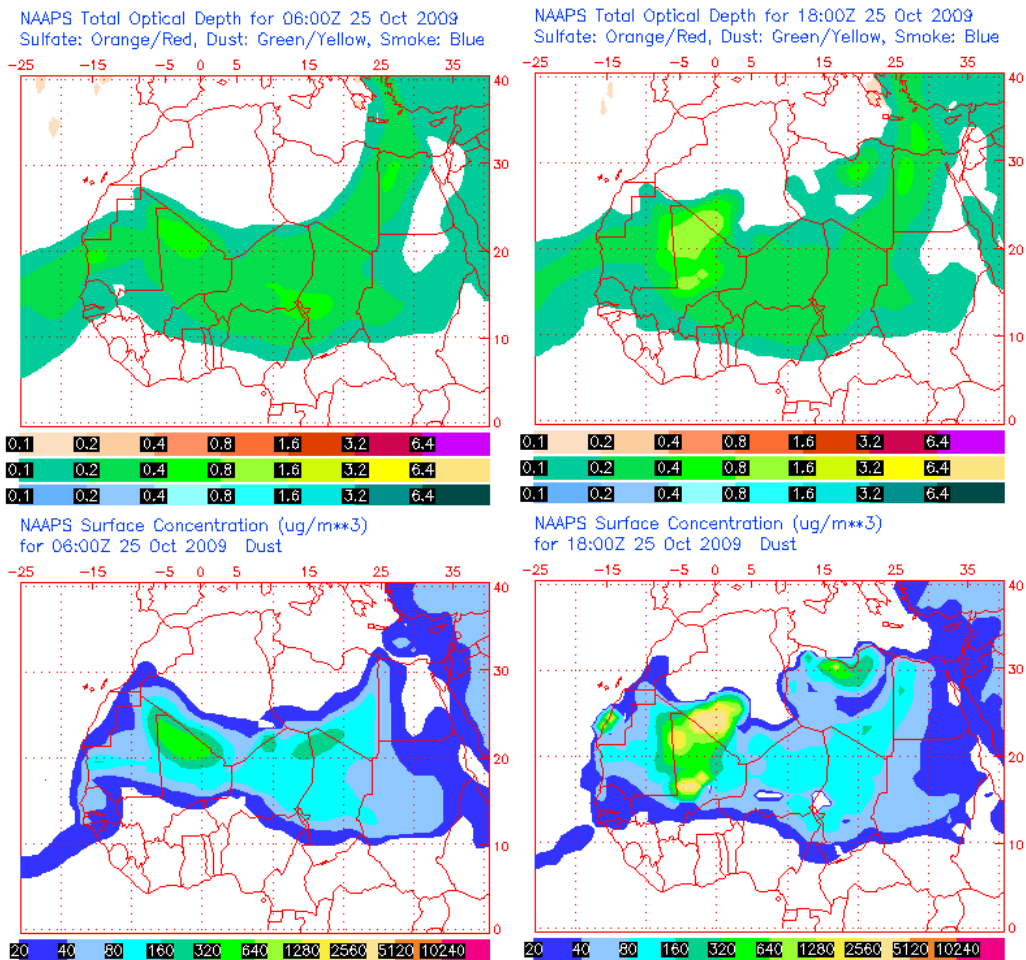 NAAPS Total Optical Depth for 06:00Z 25 Oct 2009
Sulfate: Orange/Red, Dust: Green/Yellow, Smoke: Blue
-25 -15 -5 0 5 15 25 35
40
30
20
10
0
0.1 0.2 0.4 0.8 1.6 3.2 6.4
0.1 0.2 0.4 0.8 1.6 3.2 6.4
0.1 0.2 0.4 0.8 1.6 3.2 6.4
NAAPS Total Optical Depth for 18:00Z 25 Oct 2009
Sulfate: Orange/Red, Dust: Green/Yellow, Smoke: Blue
-25 -15 -5 0 5 15 25 35
40
30
20
10
0
0.1 0.2 0.4 0.8 1.6 3.2 6.4
0.1 0.2 0.4 0.8 1.6 3.2 6.4
0.1 0.2 0.4 0.8 1.6 3.2 6.4
NAAPS Surface Concentration (ug/m**3)
for 06:00Z 25 Oct 2009 Dust
-25 -15 -5 0 5 15 25 35
40
30
20
10
0
20 40 80 160 320 640 1280 2560 5120 10240
NAAPS Surface Concentration (ug/m**3)
for 18:00Z 25 Oct 2009 Dust
-25 -15 -5 0 5 15 25 35
40
30
20
10
0
20 40 80 160 320 640 1280 2560 5120 10240